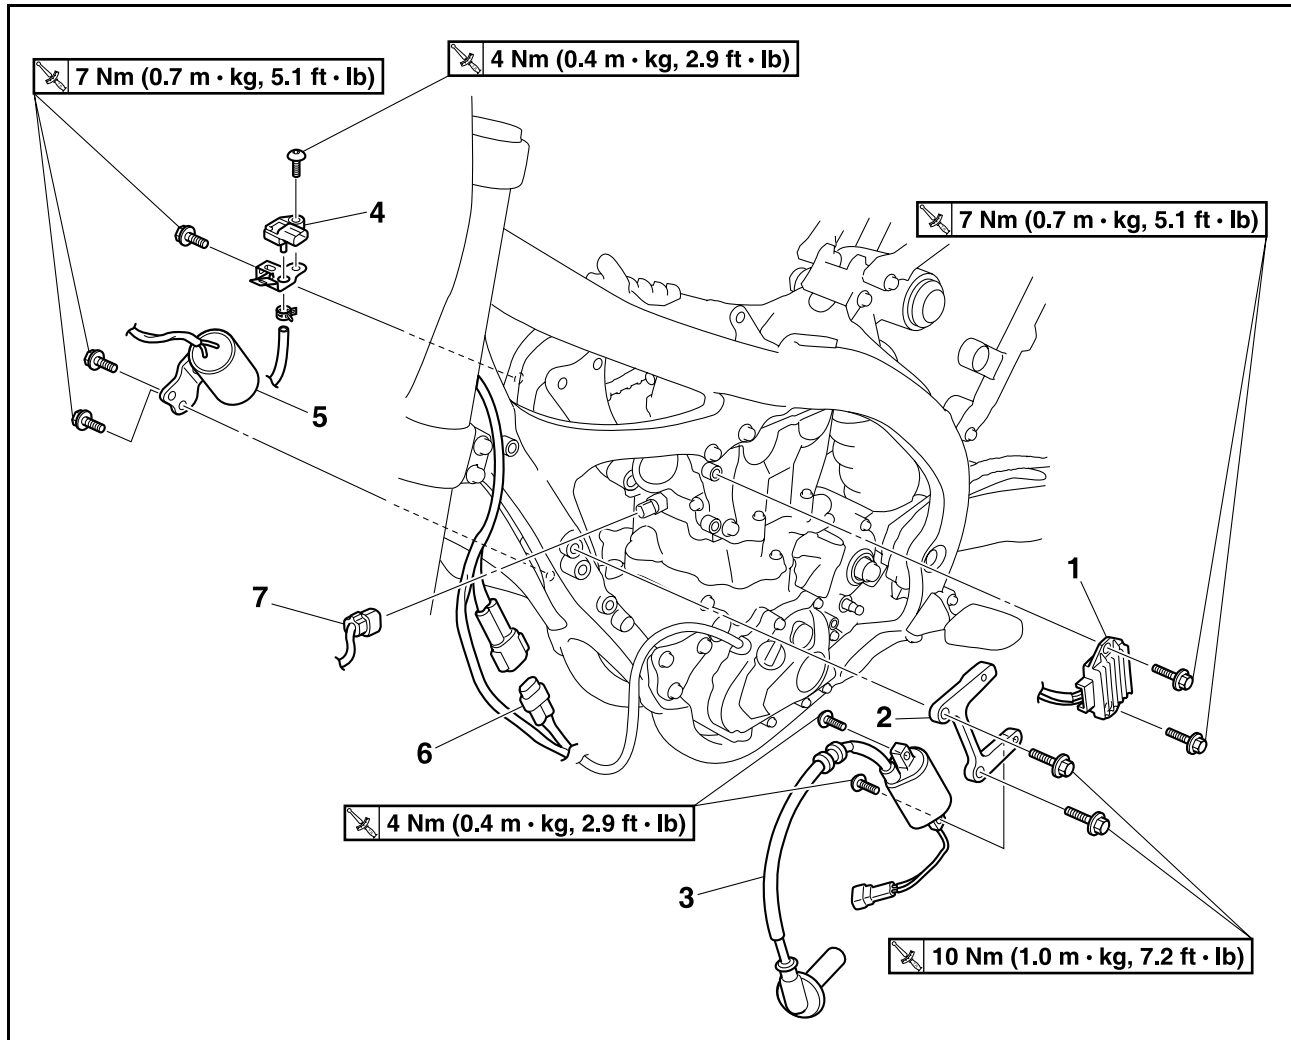 4 Nm (0.4 m • kg, 2.9 ft • lb)
7 Nm (0.7 m • kg, 5.1 ft • lb)
4
7 Nm (0.7 m • kg, 5.1 ft • lb)
5
1
7
2
6
4 Nm (0.4 m • kg, 2.9 ft • lb)
3
10 Nm (1.0 m • kg, 7.2 ft • lb)